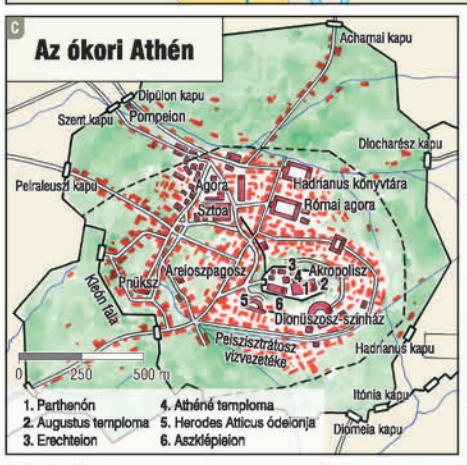 C
Az ókori Athén
Acharnai kapu
Dipülon kapu
Szent kapu
Pompeion
Diocharész kapu
Peiraieuszi kapu
Agora
Hadrianus könyvtára
Sztoa
Római agora
Pnüksz
Areioszpagosz
Akropolisz
3
4
1
2
5
6
Kleón fala
Dionüszosz-színház
Peiszisztrátosz
vízvezetéke
Hadrianus kapu
0 250 500 m
Itónia kapu
Diomeia kapu
1. Parthenón
2. Augustus temploma
3. Erechteion
4. Athéné temploma
5. Herodes Atticus ódeionja
6. Aszklépieion